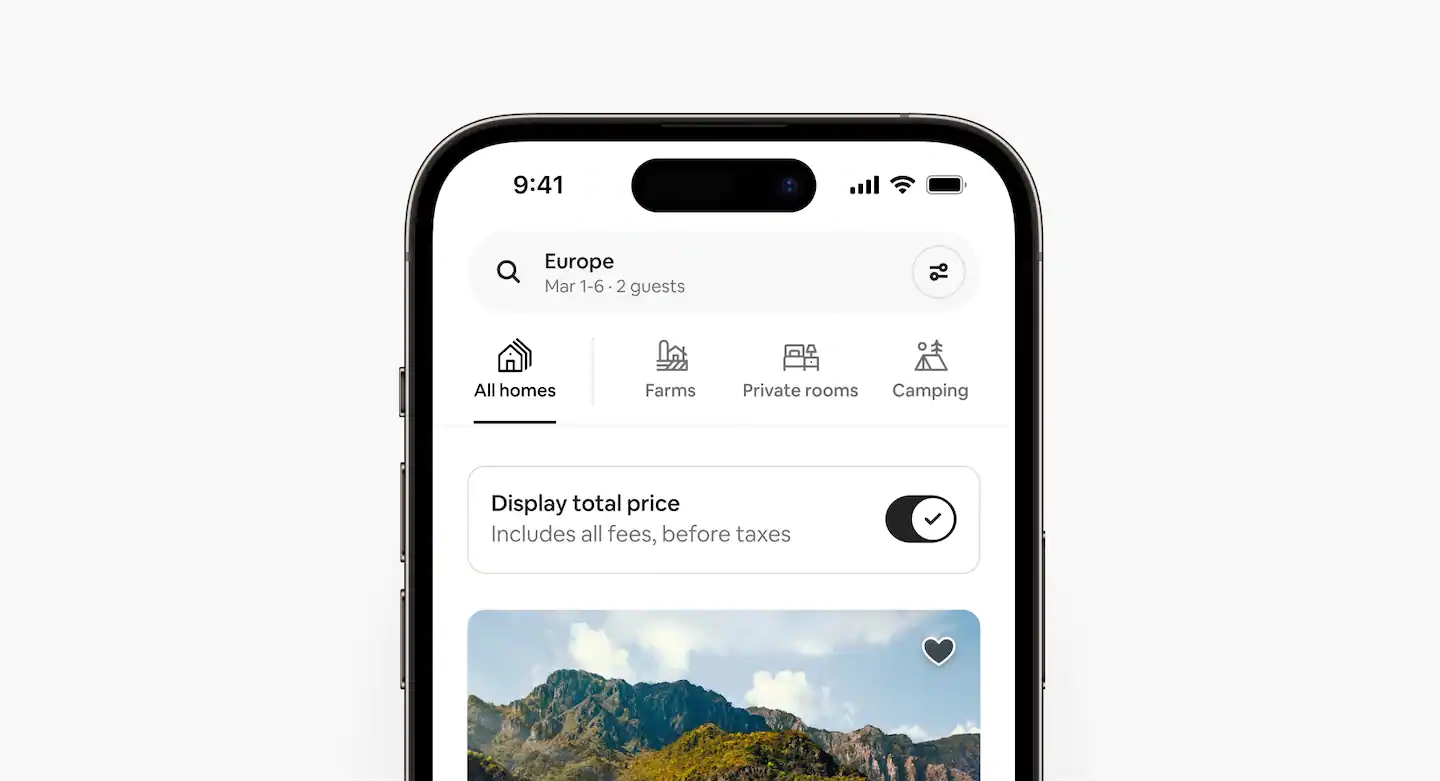 9:41
Europe
Mar 1-6 · 2 guests
All homes
Farms
Private rooms
Camping
Display total price
Includes all fees, before taxes